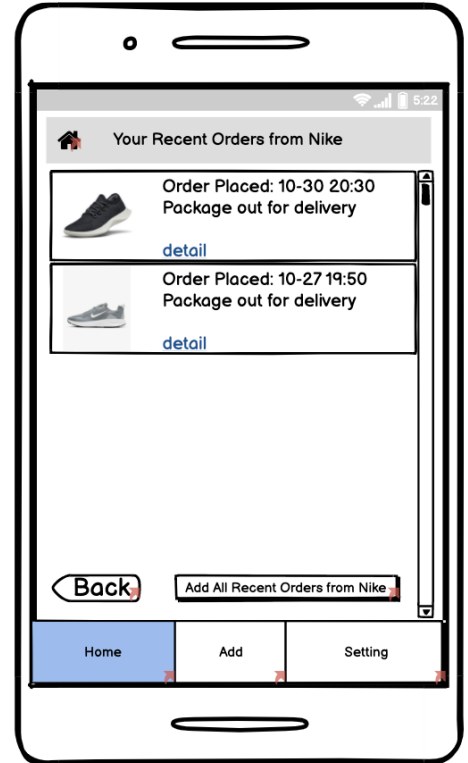 5:22
Your Recent Orders from Nike
Order Placed: 10-30 20:30
Package out for delivery
detail
Order Placed: 10-27 19:50
Package out for delivery
detail
Back
Add All Recent Orders from Nike
Home
Add
Setting